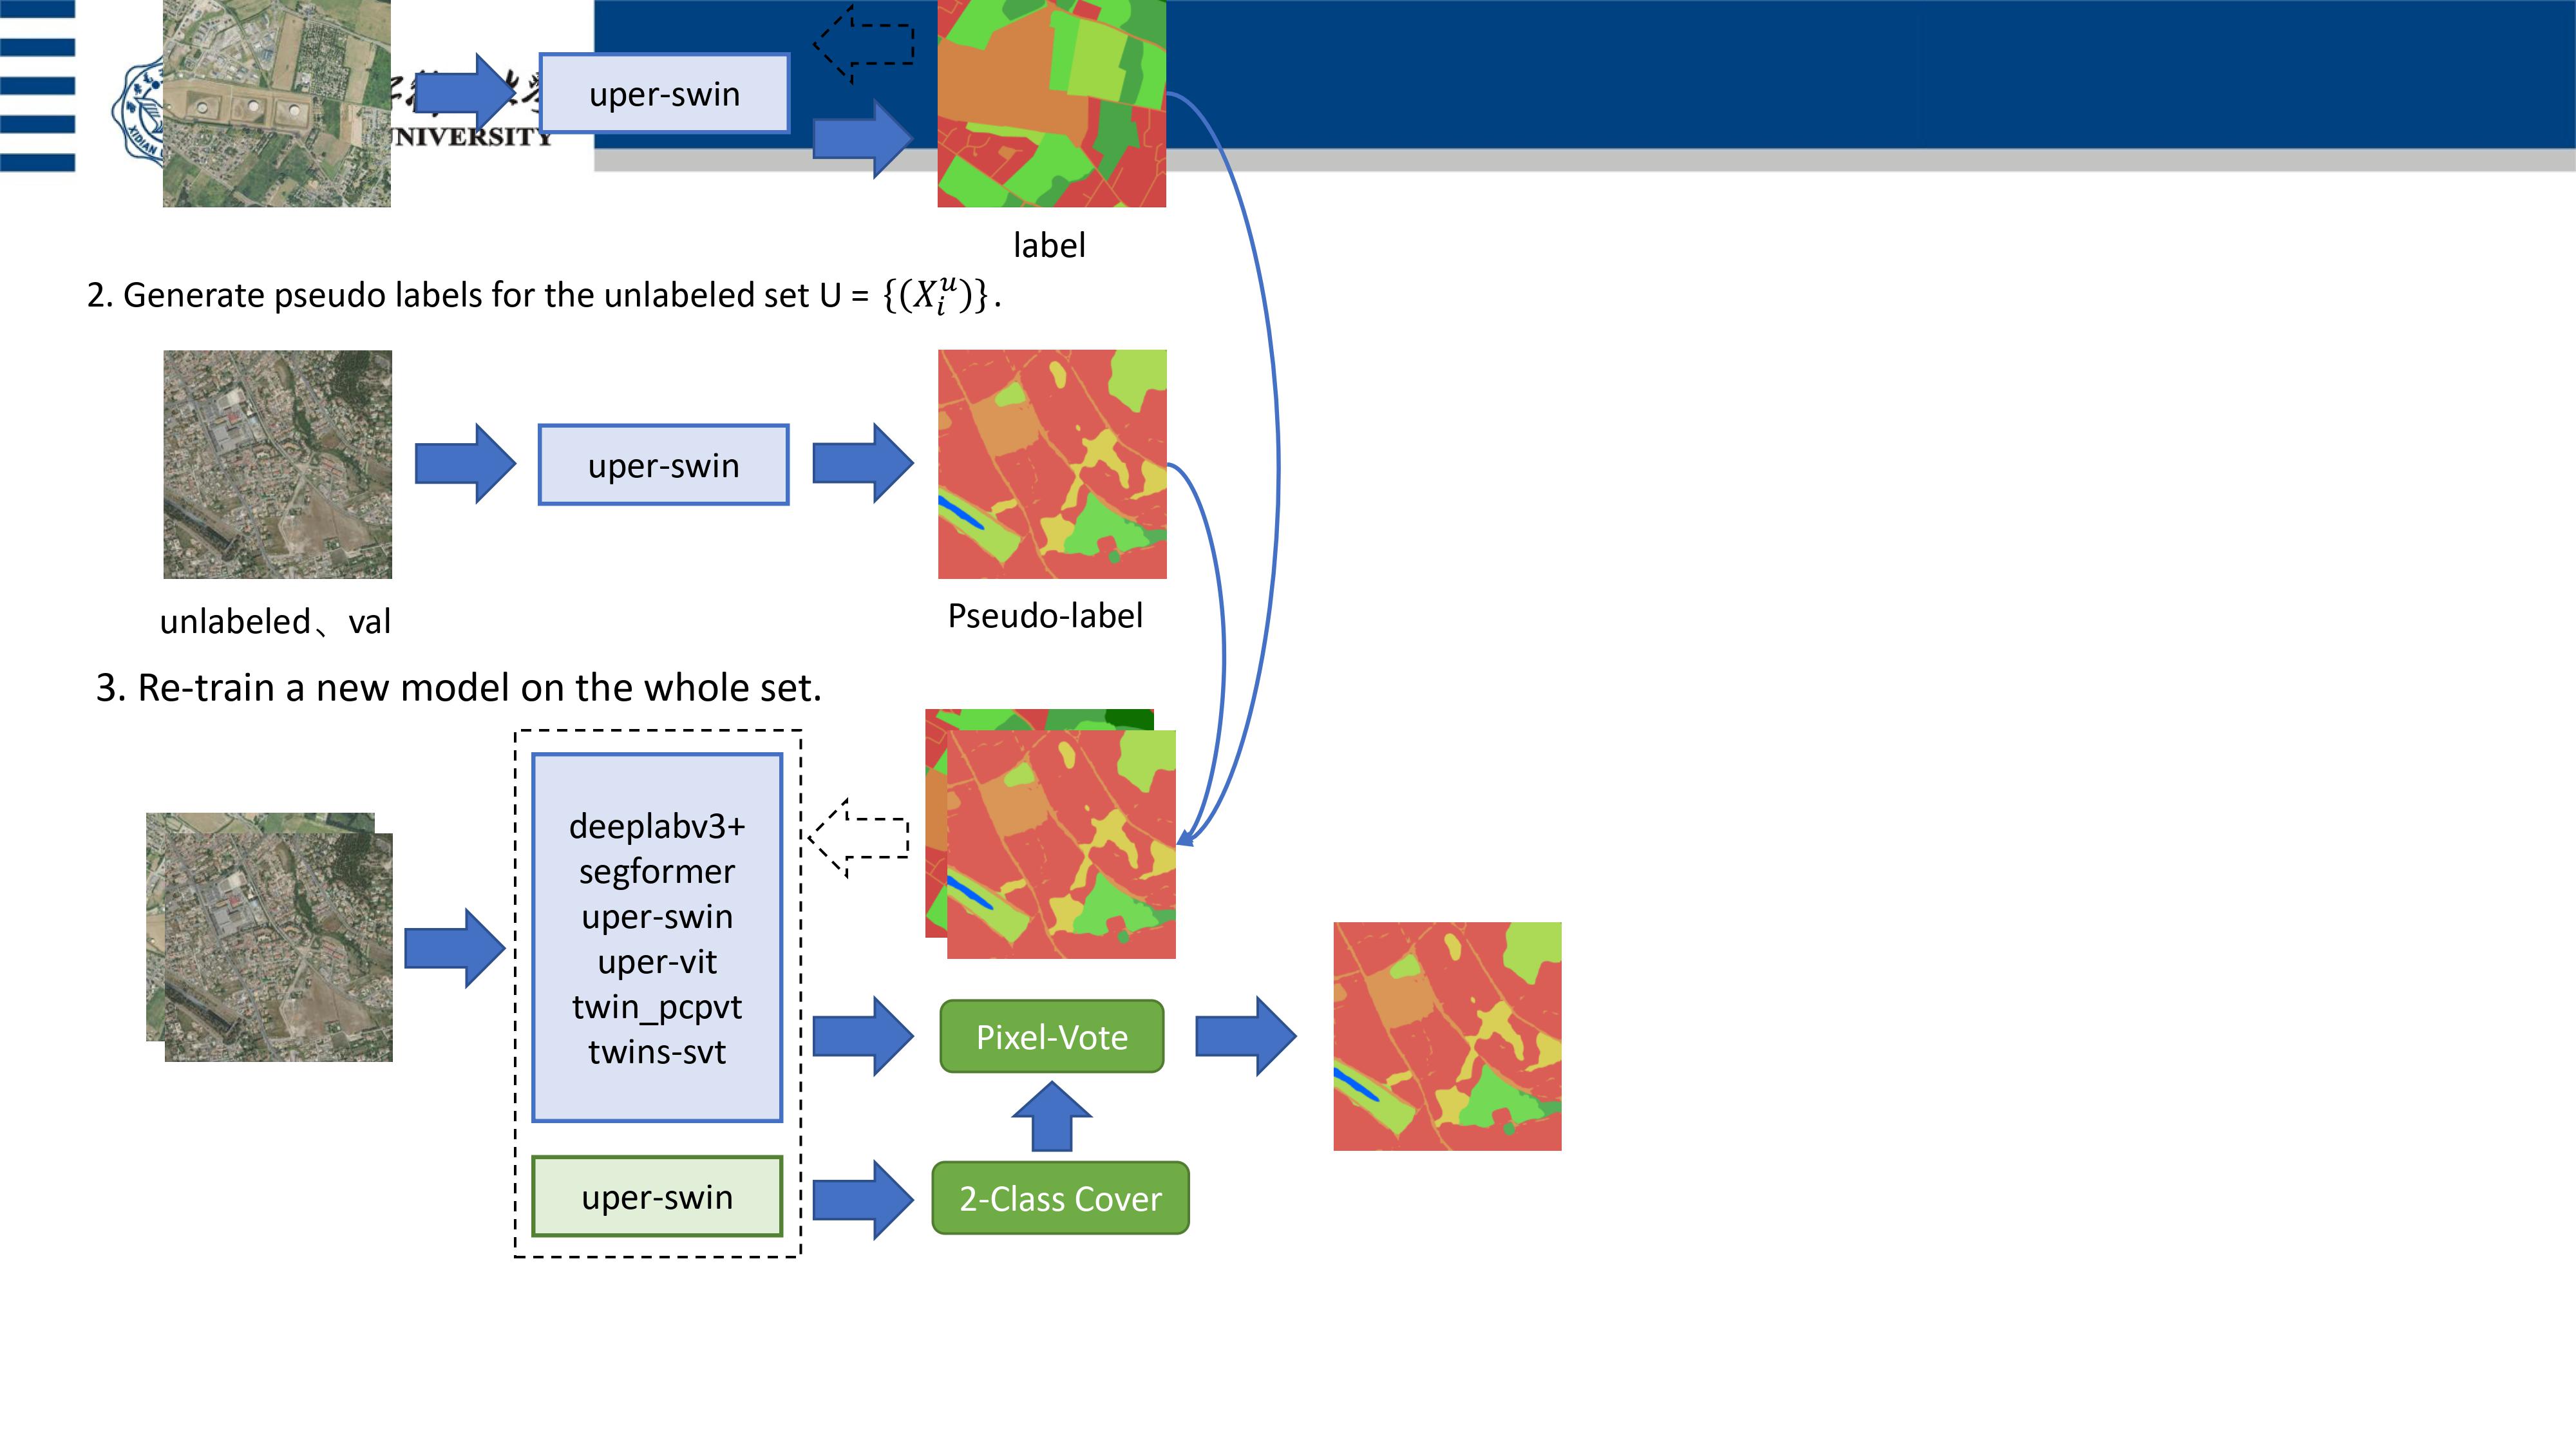 uper-swin
NIVERSITY
label
2. Generate pseudo labels for the unlabeled set U = {(X_i^u)}.
uper-swin
unlabeled、val
Pseudo-label
3. Re-train a new model on the whole set.
deeplabv3+
segformer
uper-swin
uper-vit
twin_pcpvt
twins-svt
Pixel-Vote
uper-swin
2-Class Cover